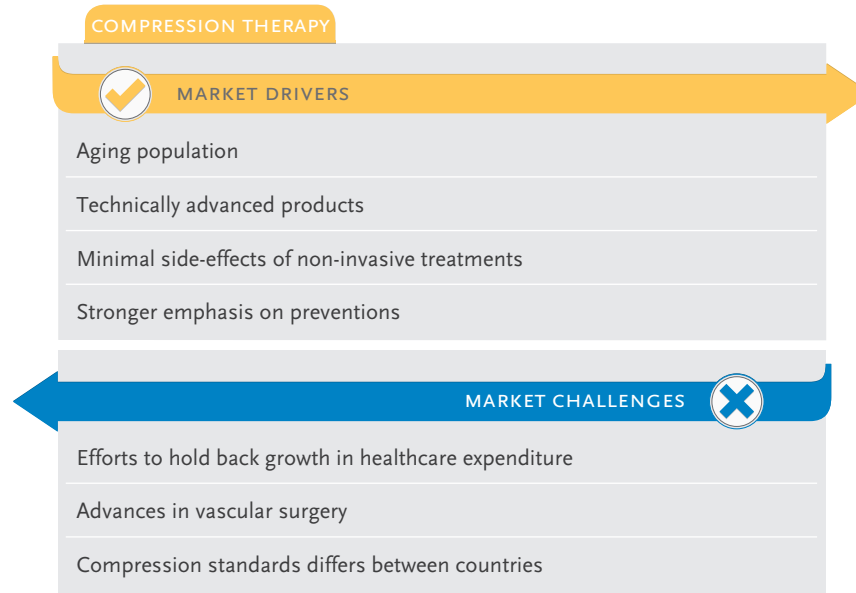 COMPRESSION THERAPY
MARKET DRIVERS
Aging population
Technically advanced products
Minimal side-effects of non-invasive treatments
Stronger emphasis on preventions
MARKET CHALLENGES
Efforts to hold back growth in healthcare expenditure
Advances in vascular surgery
Compression standards differs between countries